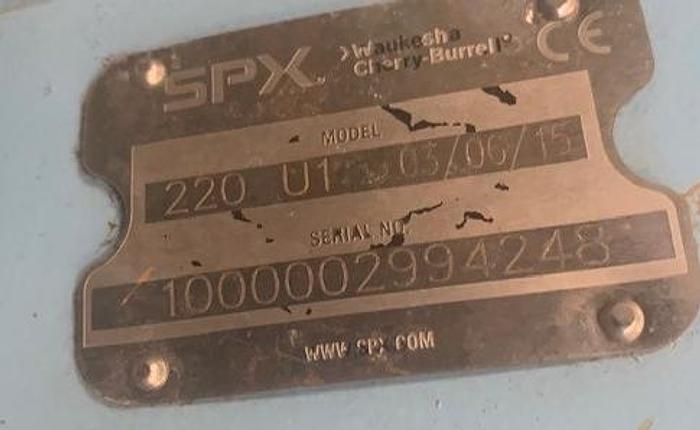 SPX
Waukesha
Cherry-Burrell®
CE
MODEL
220 U1 03/06/15
SERIAL NO.
1000002994248
WWW.SPX.COM